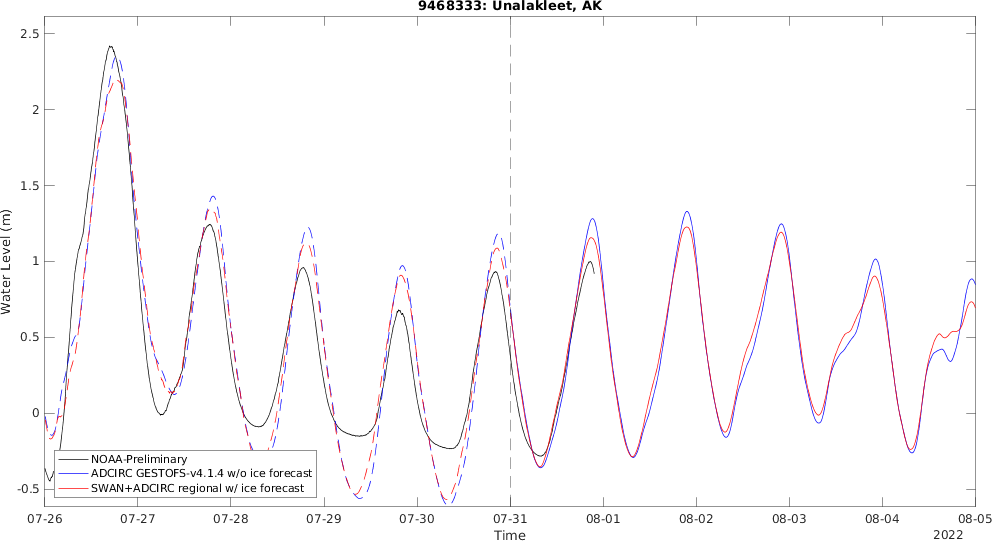 9468333: Unalakleet, AK
Water Level (m)
2.5
2
1.5
1
0.5
0
-0.5
NOAA-Preliminary
ADCIRC GESTOFS-v4.1.4 w/o ice forecast
SWAN+ADCIRC regional w/ ice forecast
07-26 07-27 07-28 07-29 07-30 07-31 08-01 08-02 08-03 08-04 08-05
Time
2022